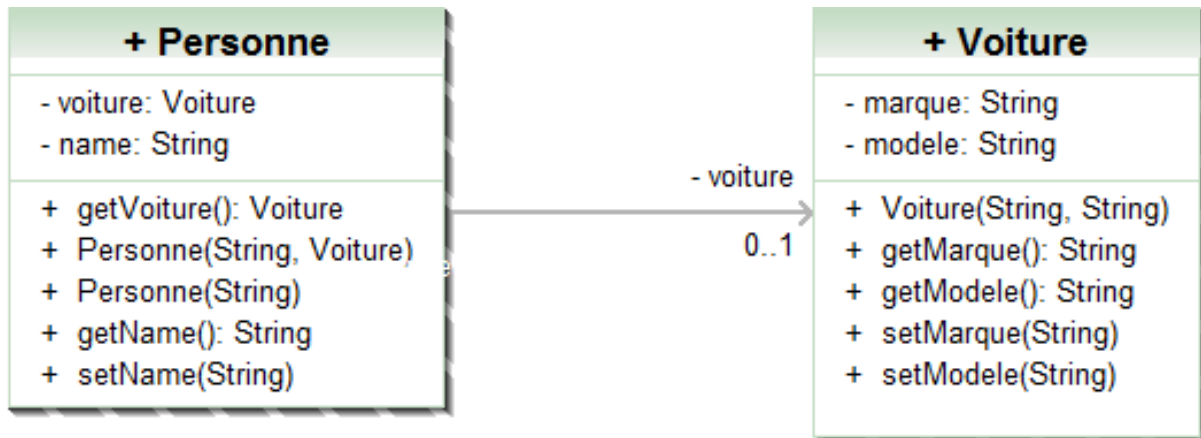 + Personne
- voiture: Voiture
- name: String
+ getVoiture(): Voiture
+ Personne(String, Voiture)
+ Personne(String)
+ getName(): String
+ setName(String)
- voiture
0..1
+ Voiture
- marque: String
- modele: String
+ Voiture(String, String)
+ getMarque(): String
+ getModele(): String
+ setMarque(String)
+ setModele(String)